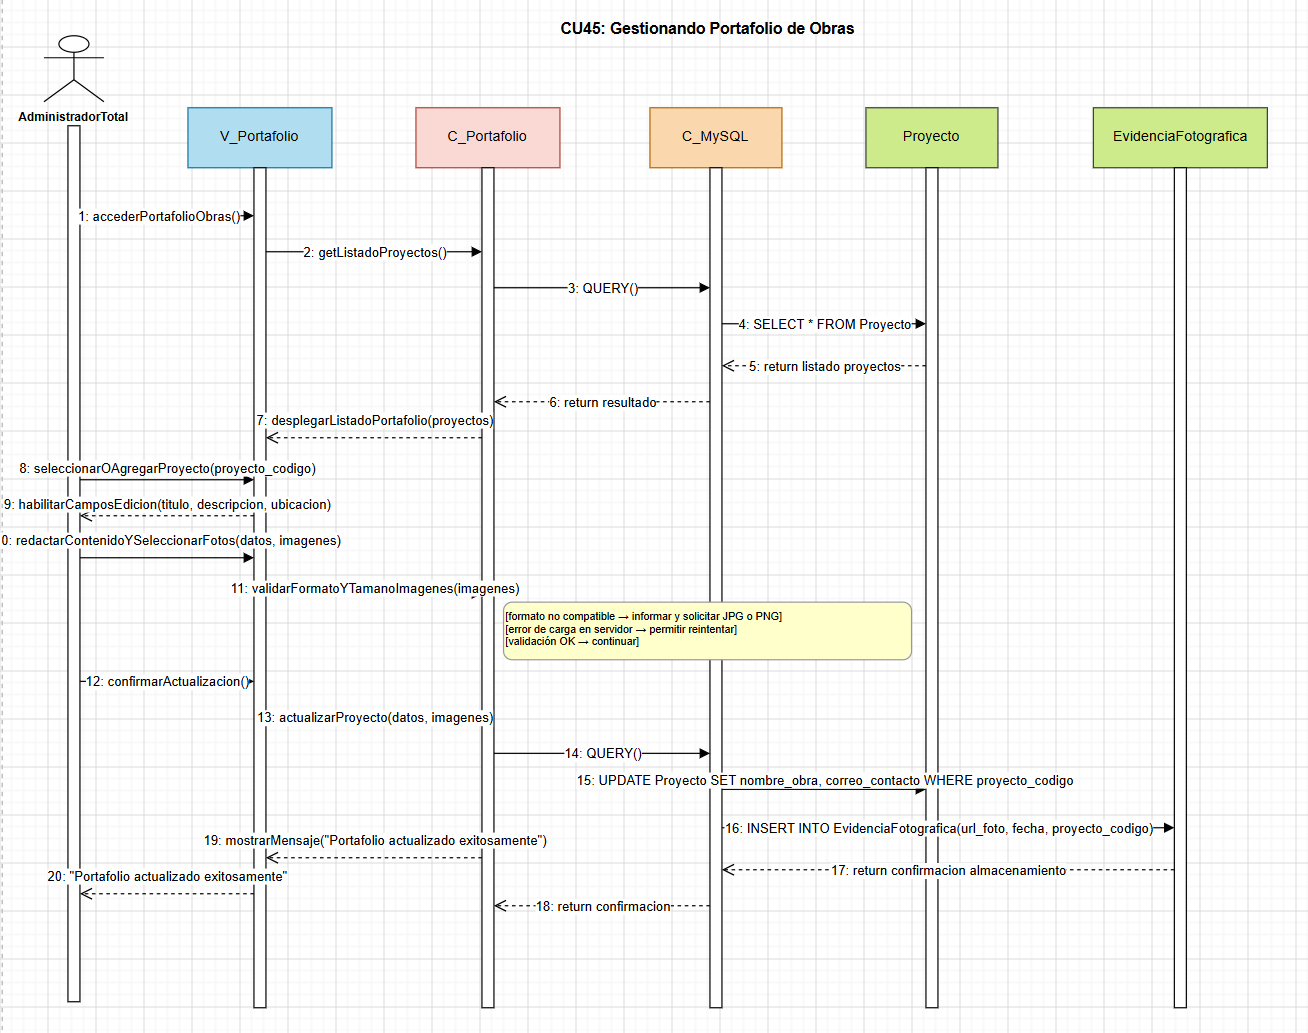 CU45: Gestionando Portafolio de Obras
AdministradorTotal
V_Portafolio
C_Portafolio
C_MySQL
Proyecto
EvidenciaFotografica
1: accederPortafolioObras()
2: getListadoProyectos()
3: QUERY()
4: SELECT * FROM Proyecto
5: return listado proyectos
6: return resultado
7: desplegarListadoPortafolio(proyectos)
8: seleccionarOAgregarProyecto(proyecto_codigo)
9: habilitarCamposEdicion(titulo, descripcion, ubicacion)
0: redactarContenidoYSeleccionarFotos(datos, imagenes)
11: validarFormatoYTamanoImagenes(imagenes)
[formato no compatible → informar y solicitar JPG o PNG]
[error de carga en servidor → permitir reintentar]
[validación OK → continuar]
12: confirmarActualizacion()
13: actualizarProyecto(datos, imagenes)
14: QUERY()
15: UPDATE Proyecto SET nombre_obra, correo_contacto WHERE proyecto_codigo
16: INSERT INTO EvidenciaFotografica(url_foto, fecha, proyecto_codigo)
19: mostrarMensaje("Portafolio actualizado exitosamente")
17: return confirmacion almacenamiento
20: "Portafolio actualizado exitosamente"
18: return confirmacion